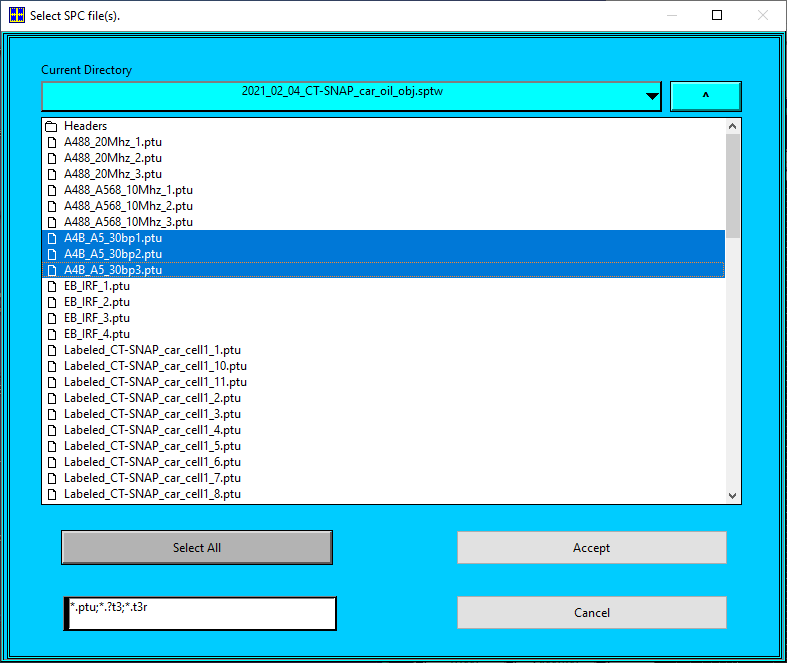 Select SPC file(s).
Current Directory
2021_02_04_CT-SNAP_car_oil_obj.sptw
^
Headers
A488_20Mhz_1.ptu
A488_20Mhz_2.ptu
A488_20Mhz_3.ptu
A488_A568_10Mhz_1.ptu
A488_A568_10Mhz_2.ptu
A488_A568_10Mhz_3.ptu
A4B_A5_30bp1.ptu
A4B_A5_30bp2.ptu
A4B_A5_30bp3.ptu
EB_IRF_1.ptu
EB_IRF_2.ptu
EB_IRF_3.ptu
EB_IRF_4.ptu
Labeled_CT-SNAP_car_cell1_1.ptu
Labeled_CT-SNAP_car_cell1_10.ptu
Labeled_CT-SNAP_car_cell1_11.ptu
Labeled_CT-SNAP_car_cell1_2.ptu
Labeled_CT-SNAP_car_cell1_3.ptu
Labeled_CT-SNAP_car_cell1_4.ptu
Labeled_CT-SNAP_car_cell1_5.ptu
Labeled_CT-SNAP_car_cell1_6.ptu
Labeled_CT-SNAP_car_cell1_7.ptu
Labeled_CT-SNAP_car_cell1_8.ptu
Select All
Accept
*.ptu;*.?t3;*.t3r
Cancel